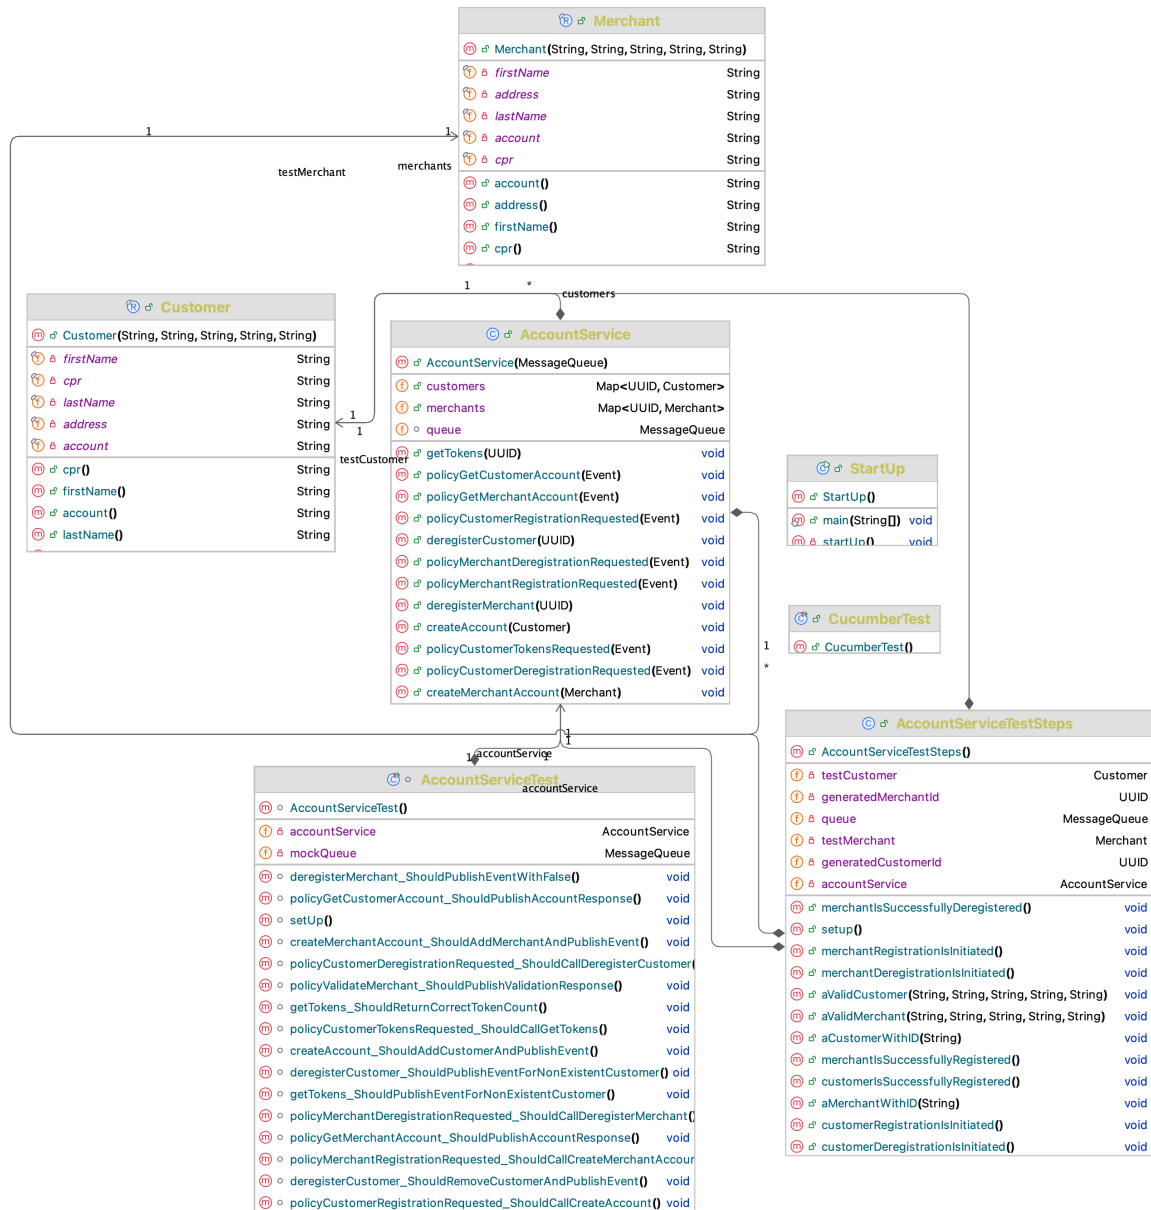 Merchant
Merchant(String, String, String, String, String)
firstName String
address String
lastName String
account String
cpr String
account() String
address() String
firstName() String
cpr() String
1
1
testMerchant
merchants
1
*
customers
Customer
Customer(String, String, String, String, String)
firstName String
cpr String
lastName String
address String
account String
cpr() String
firstName() String
account() String
lastName() String
1
1
testCustomer
AccountService
AccountService(MessageQueue)
customers Map<UUID, Customer>
merchants Map<UUID, Merchant>
queue MessageQueue
getTokens(UUID) void
policyGetCustomerAccount(Event) void
policyGetMerchantAccount(Event) void
policyCustomerRegistrationRequested(Event) void
deregisterCustomer(UUID) void
policyMerchantDeregistrationRequested(Event) void
policyMerchantRegistrationRequested(Event) void
deregisterMerchant(UUID) void
createAccount(Customer) void
policyCustomerTokensRequested(Event) void
policyCustomerDeregistrationRequested(Event) void
createMerchantAccount(Merchant) void
StartUp
StartUp()
main(String[]) void
startUp() void
CucumberTest
CucumberTest()
1
*
1
1
1
1
accountService
accountService
AccountServiceTest
AccountServiceTest()
accountService AccountService
mockQueue MessageQueue
deregisterMerchant_ShouldPublishEventWithFalse() void
policyGetCustomerAccount_ShouldPublishAccountResponse() void
setUp() void
createMerchantAccount_ShouldAddMerchantAndPublishEvent() void
policyCustomerDeregistrationRequested_ShouldCallDeregisterCustomer(
policyValidateMerchant_ShouldPublishValidationResponse() void
getTokens_ShouldReturnCorrectTokenCount() void
policyCustomerTokensRequested_ShouldCallGetTokens() void
createAccount_ShouldAddCustomerAndPublishEvent() void
deregisterCustomer_ShouldPublishEventForNonExistentCustomer() oid
getTokens_ShouldPublishEventForNonExistentCustomer() void
policyMerchantDeregistrationRequested_ShouldCallDeregisterMerchant()
policyGetMerchantAccount_ShouldPublishAccountResponse() void
policyMerchantRegistrationRequested_ShouldCallCreateMerchantAccour
deregisterCustomer_ShouldRemoveCustomerAndPublishEvent() void
policyCustomerRegistrationRequested_ShouldCallCreateAccount() void
AccountServiceTestSteps
AccountServiceTestSteps()
testCustomer Customer
generatedMerchantId UUID
queue MessageQueue
testMerchant Merchant
generatedCustomerId UUID
accountService AccountService
merchantIsSuccessfullyDeregistered() void
setup() void
merchantRegistrationIsInitiated() void
merchantDeregistrationIsInitiated() void
aValidCustomer(String, String, String, String, String) void
aValidMerchant(String, String, String, String, String) void
aCustomerWithID(String) void
merchantIsSuccessfullyRegistered() void
customerIsSuccessfullyRegistered() void
aMerchantWithID(String) void
customerRegistrationIsInitiated() void
customerDeregistrationIsInitiated() void